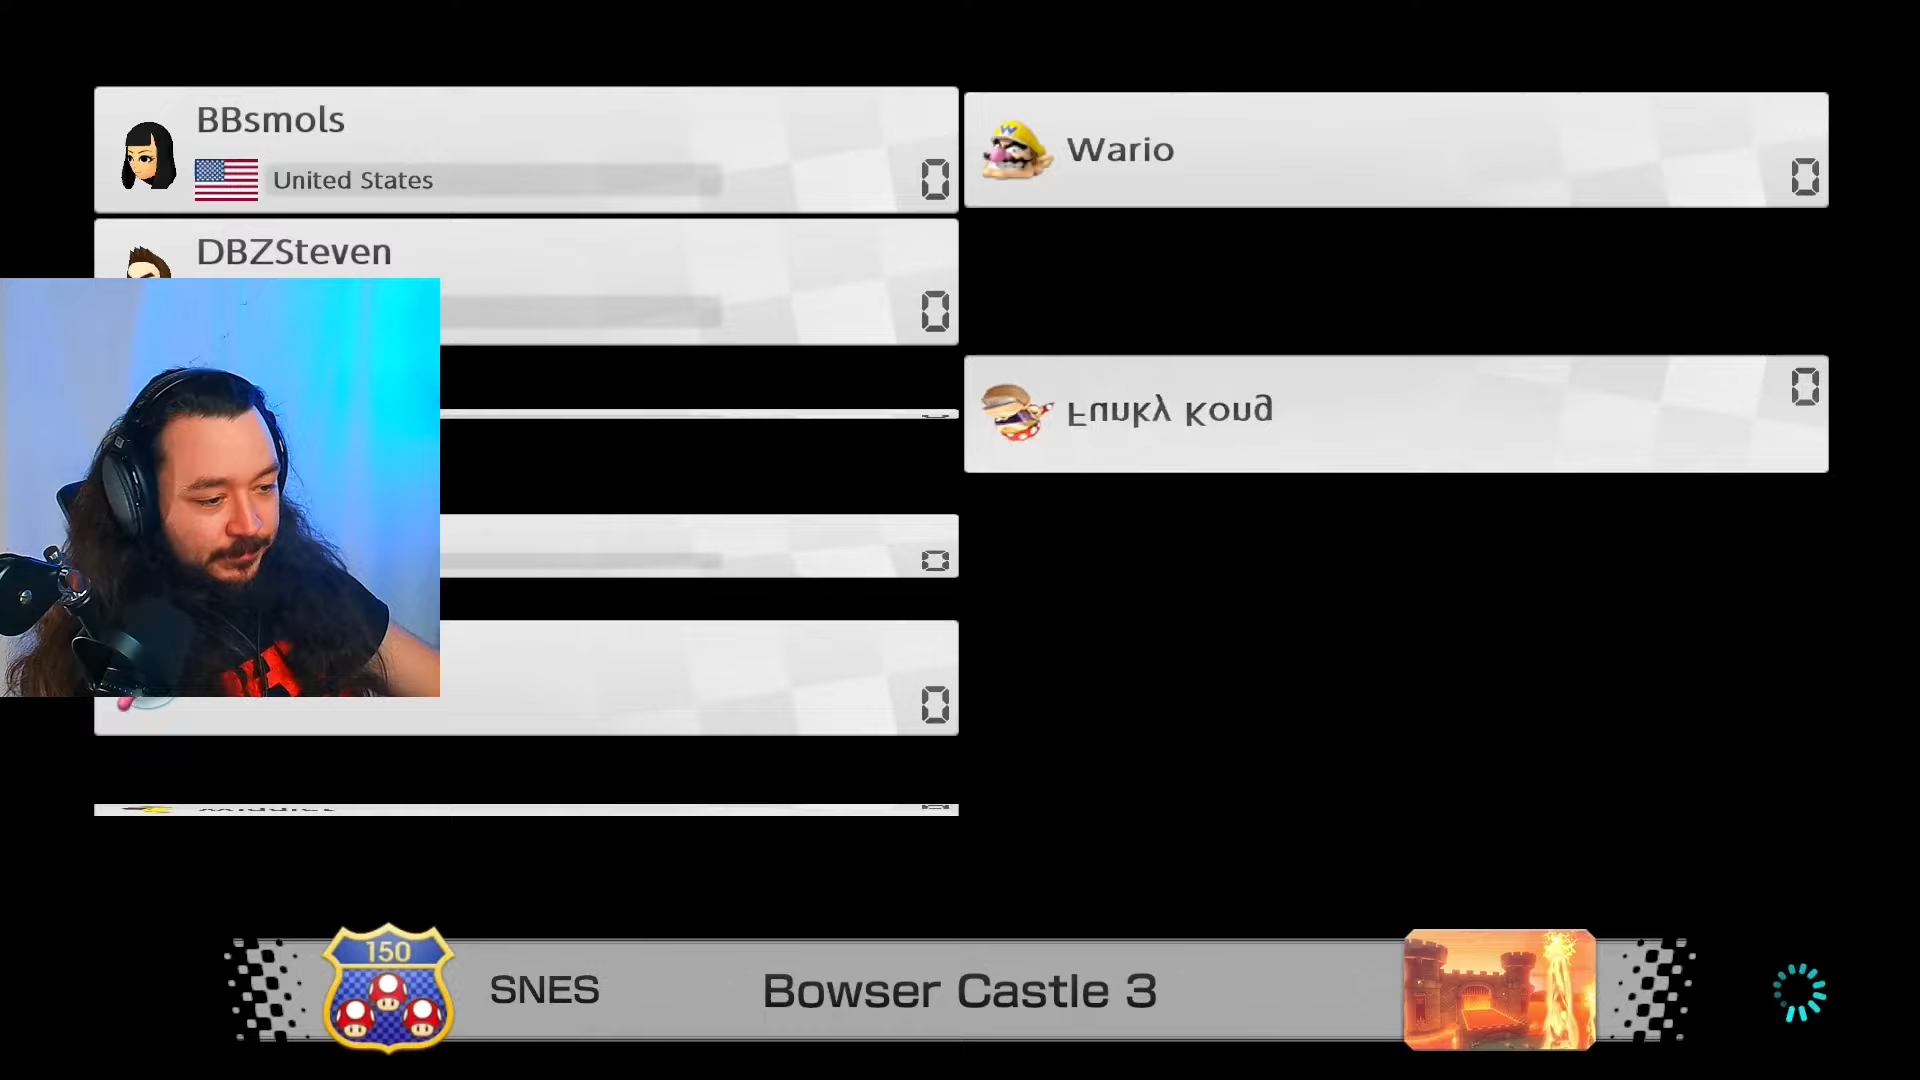 BBsmols
United States
0
DBZSteven
0
0
0
Wario
0
Funky Kong
0
150
SNES
Bowser Castle 3